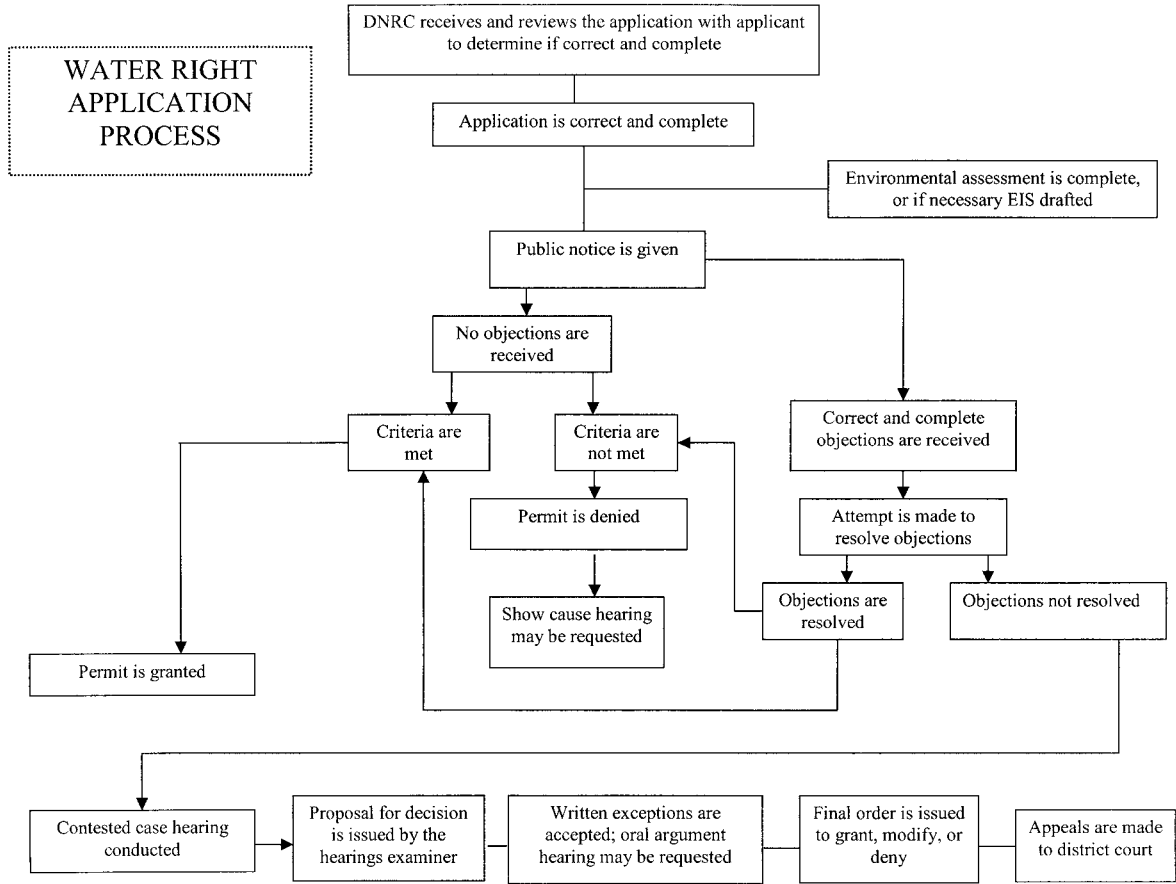 DNRC receives and reviews the application with applicant
to determine if correct and complete
WATER RIGHT
APPLICATION
PROCESS
Application is correct and complete
Environmental assessment is complete,
or if necessary EIS drafted
Public notice is given
No objections are
received
Criteria are
met
Criteria are
not met
Correct and complete
objections are received
Permit is denied
Attempt is made to
resolve objections
Show cause hearing
may be requested
Objections are
resolved
Objections not resolved
Permit is granted
Contested case hearing
conducted
Proposal for decision
is issued by the
hearings examiner
Written exceptions are
accepted; oral argument
hearing may be requested
Final order is issued
to grant, modify, or
deny
Appeals are made
to district court